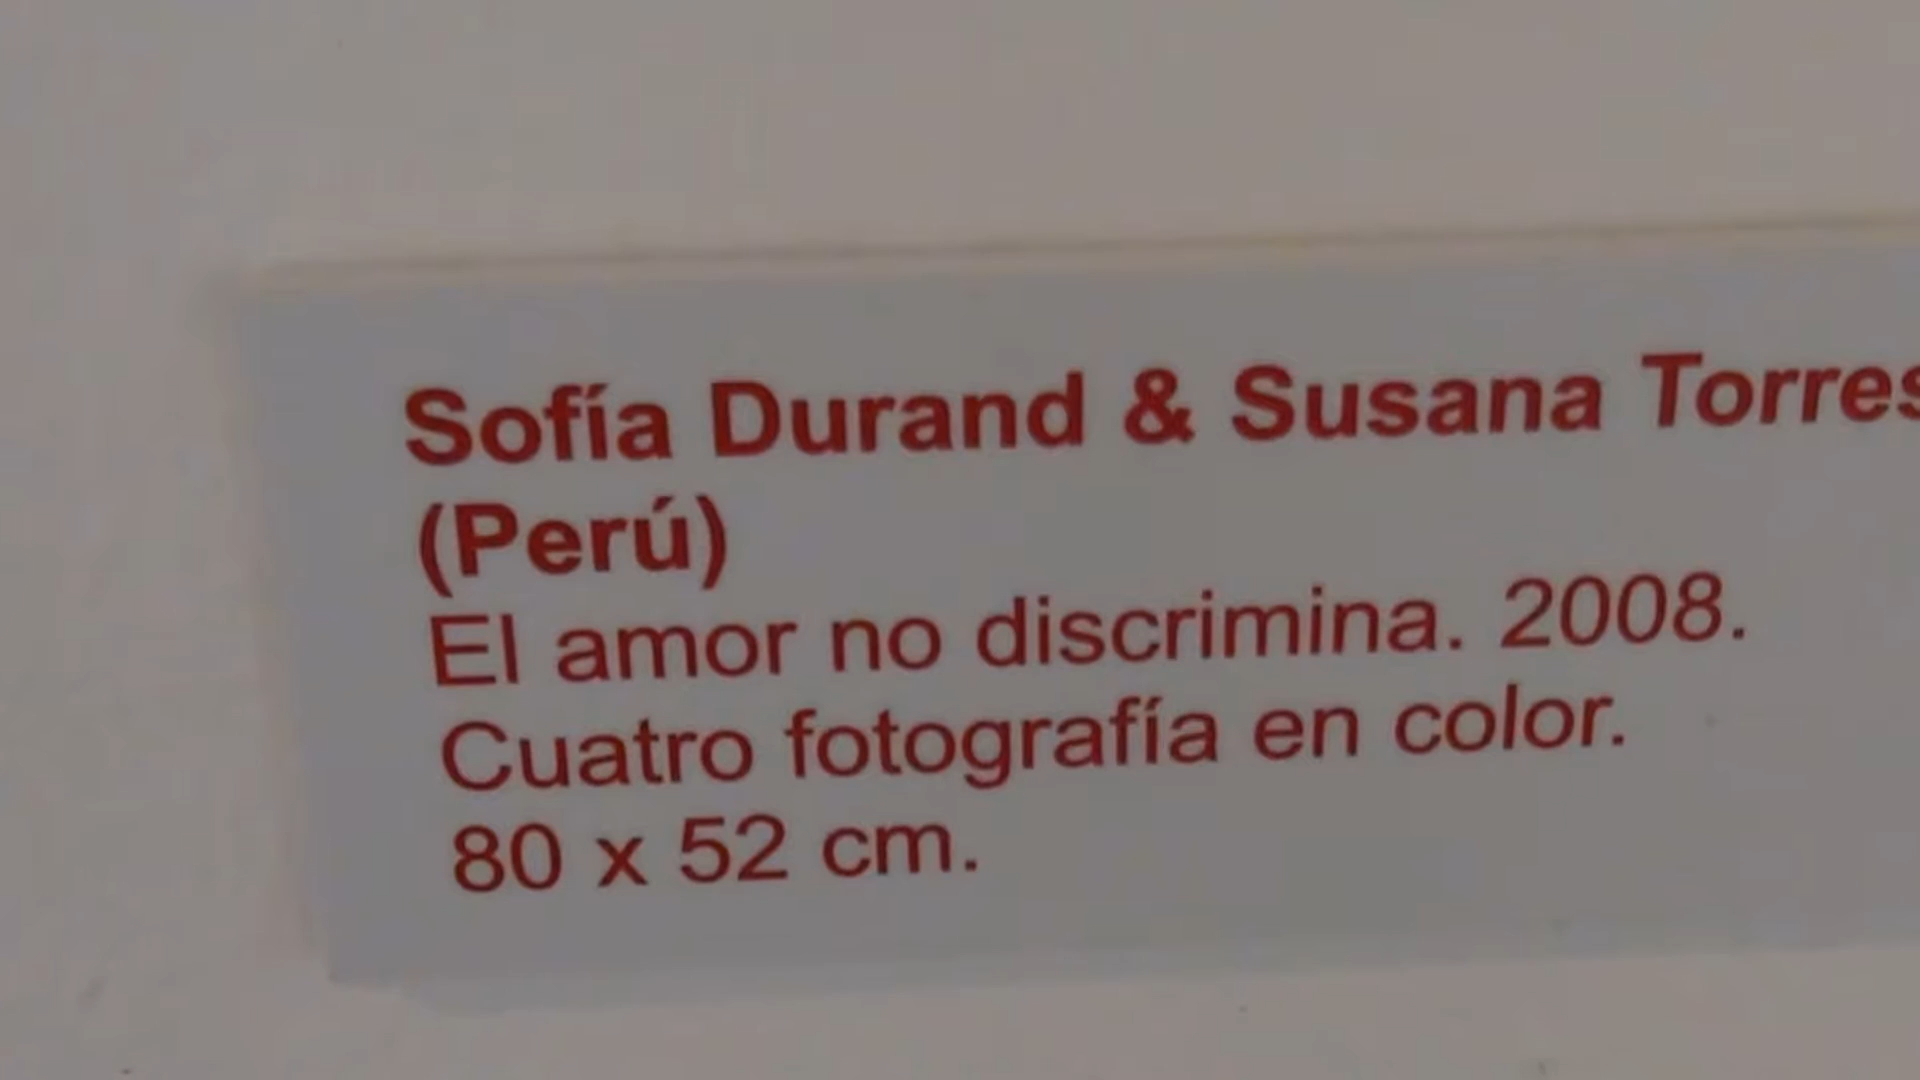 Sofía Durand & Susana Torres
(Perú)
El amor no discrimina. 2008.
Cuatro fotografía en color.
80 x 52 cm.